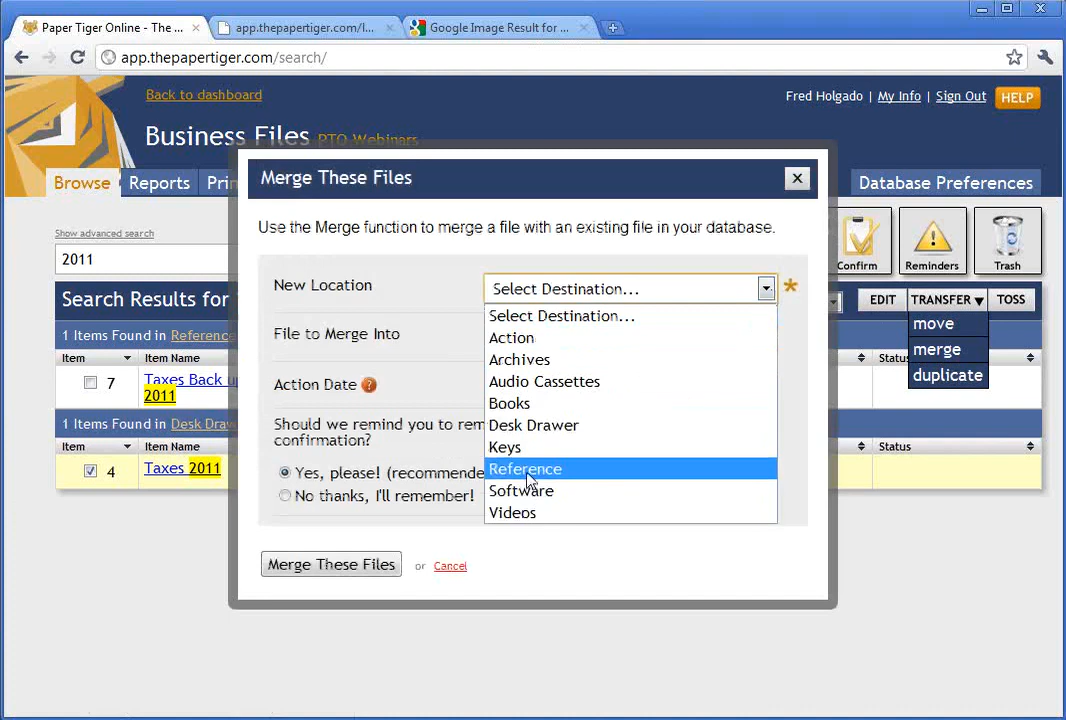 Paper Tiger Online - The ...
app.thepapertiger.com/l...
Google Image Result for ...
app.thepapertiger.com/search/
Back to dashboard
Fred Holgado | My Info | Sign Out HELP
Business Files PTO Webinars
Browse Reports Prin
Database Preferences
Merge These Files
Use the Merge function to merge a file with an existing file in your database.
Show advanced search
2011
Confirm Reminders Trash
Search Results for
EDIT TRANSFER TOSS
move
merge
duplicate
1 Items Found in Reference
Item Item Name Status
7 Taxes Back up
2011
1 Items Found in Desk Draw
Item Item Name Status
4 Taxes 2011
New Location Select Destination... *
File to Merge Into
Action Date ?
Should we remind you to rem
confirmation?
Yes, please! (recommende
No thanks, I'll remember!
Select Destination...
Action
Archives
Audio Cassettes
Books
Desk Drawer
Keys
Reference
Software
Videos
Merge These Files or Cancel